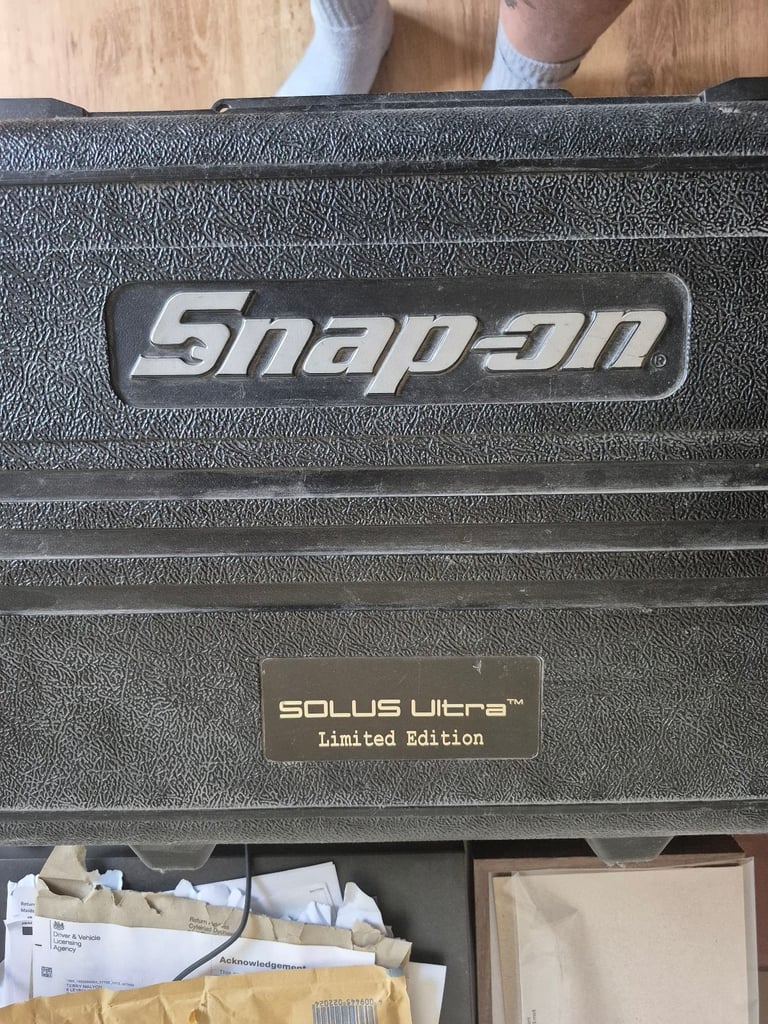 Snap-on®
SOLUS Ultra™
Limited Edition
Driver & Vehicle
Licensing
Agency
Acknowledgement